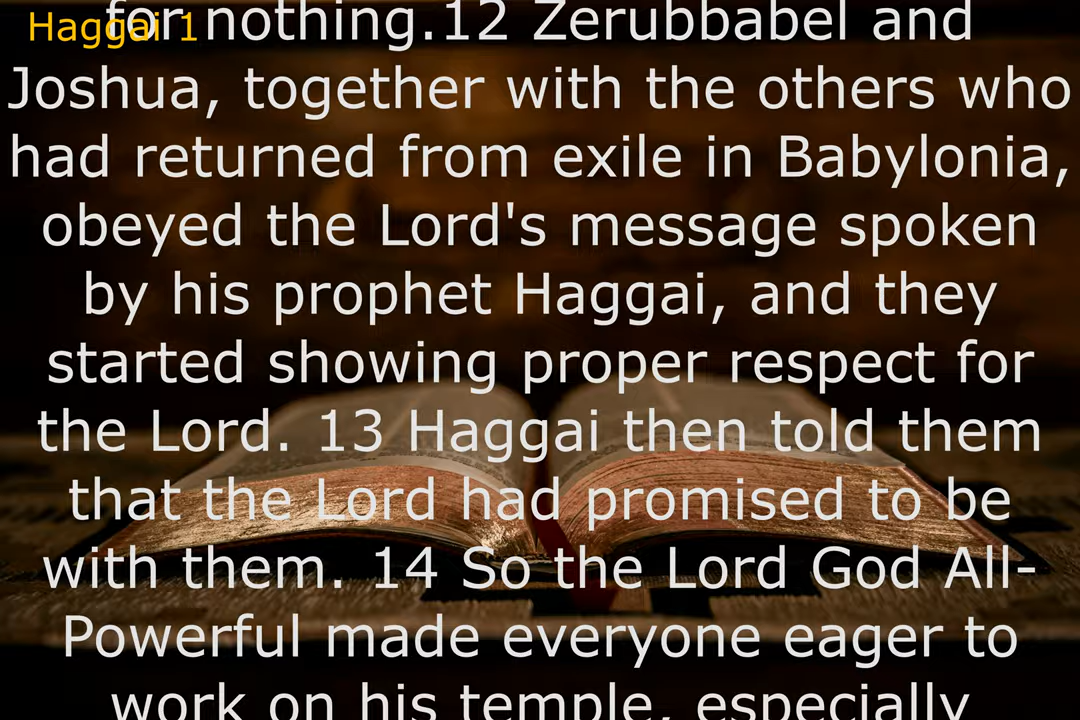 Haggai 1
for nothing.12 Zerubbabel and
Joshua, together with the others who
had returned from exile in Babylonia,
obeyed the Lord's message spoken
by his prophet Haggai, and they
started showing proper respect for
the Lord. 13 Haggai then told them
that the Lord had promised to be
with them. 14 So the Lord God All-
Powerful made everyone eager to
work on his temple, especially